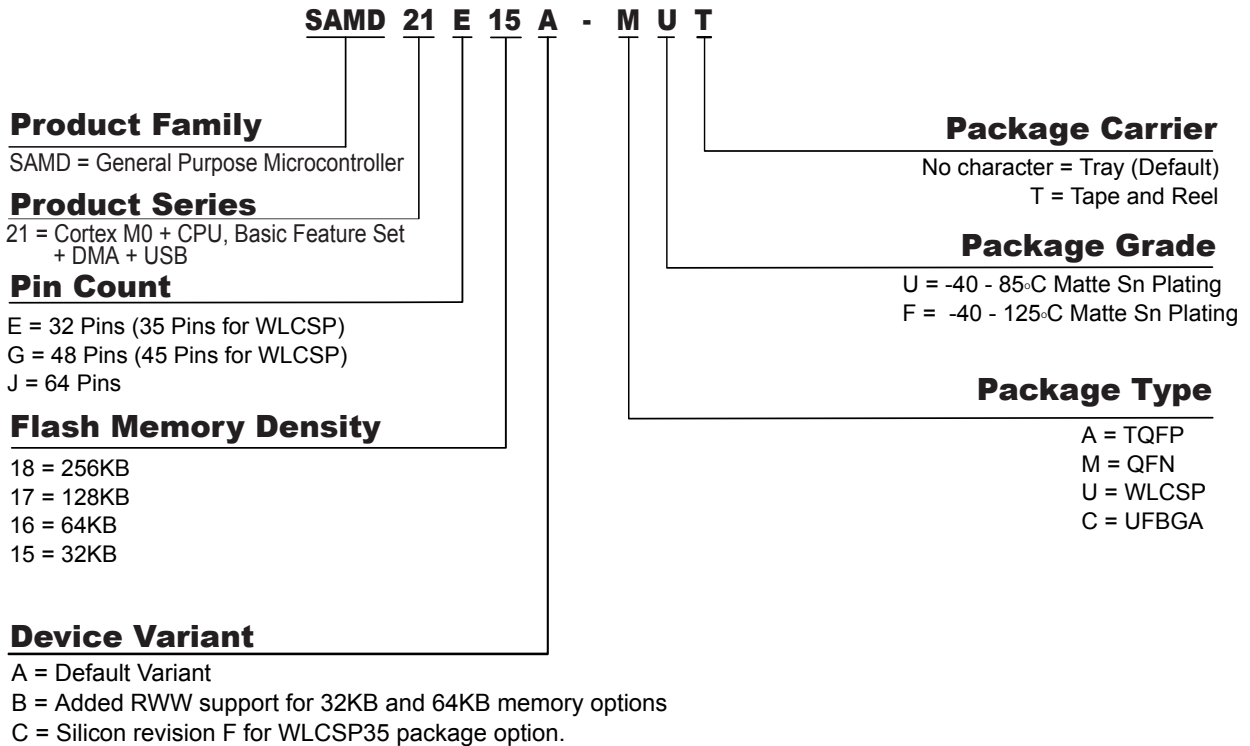 SAMD 21 E 15 A - M U T
Product Family
SAMD = General Purpose Microcontroller
Product Series
21 = Cortex M0 + CPU, Basic Feature Set
+ DMA + USB
Pin Count
E = 32 Pins (35 Pins for WLCSP)
G = 48 Pins (45 Pins for WLCSP)
J = 64 Pins
Flash Memory Density
18 = 256KB
17 = 128KB
16 = 64KB
15 = 32KB
Device Variant
A = Default Variant
B = Added RWW support for 32KB and 64KB memory options
C = Silicon revision F for WLCSP35 package option.
Package Carrier
No character = Tray (Default)
T = Tape and Reel
Package Grade
U = -40 - 85°C Matte Sn Plating
F = -40 - 125°C Matte Sn Plating
Package Type
A = TQFP
M = QFN
U = WLCSP
C = UFBGA